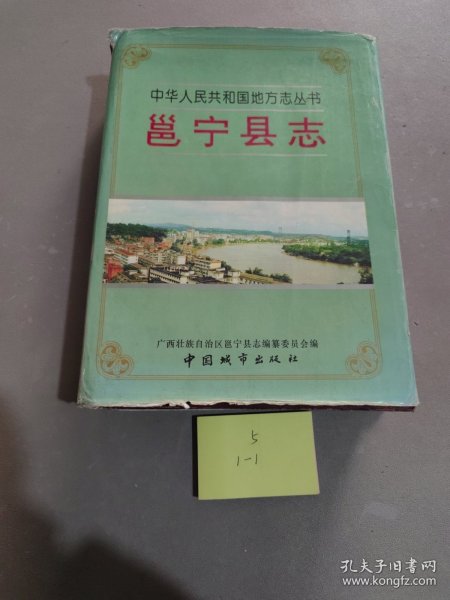 中华人民共和国地方志丛书
邕宁县志
广西壮族自治区邕宁县志编纂委员会编
中国城市出版社
5
1-1
孔夫子旧书网
www.kongfz.com